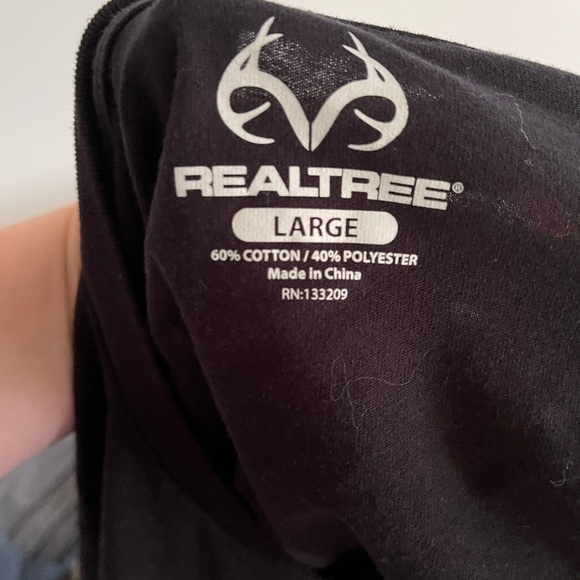 REALTREE®
LARGE
60% COTTON / 40% POLYESTER
Made in China
RN:133209